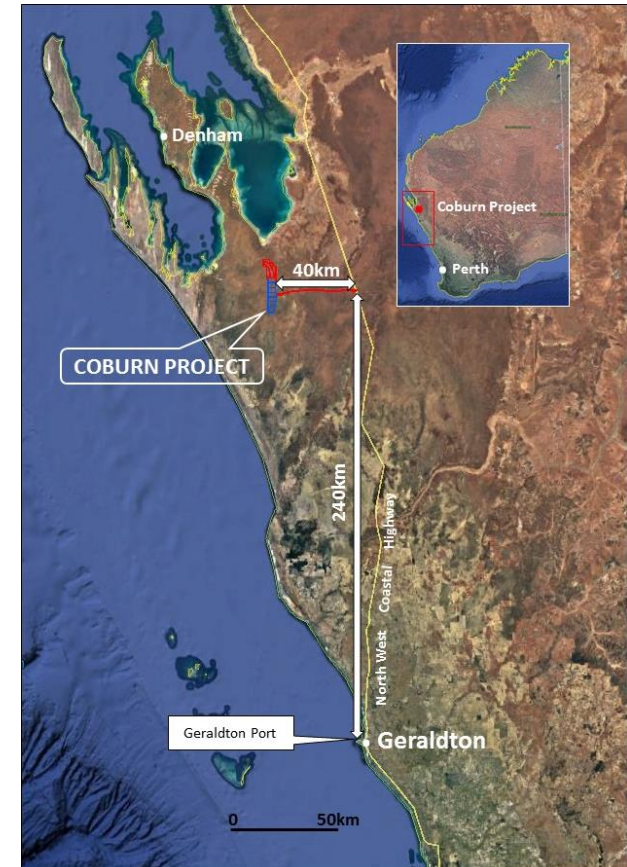 Denham
Coburn Project
Perth
40km
COBURN PROJECT
240km
North West Coastal Highway
Geraldton Port
Geraldton
0 50km